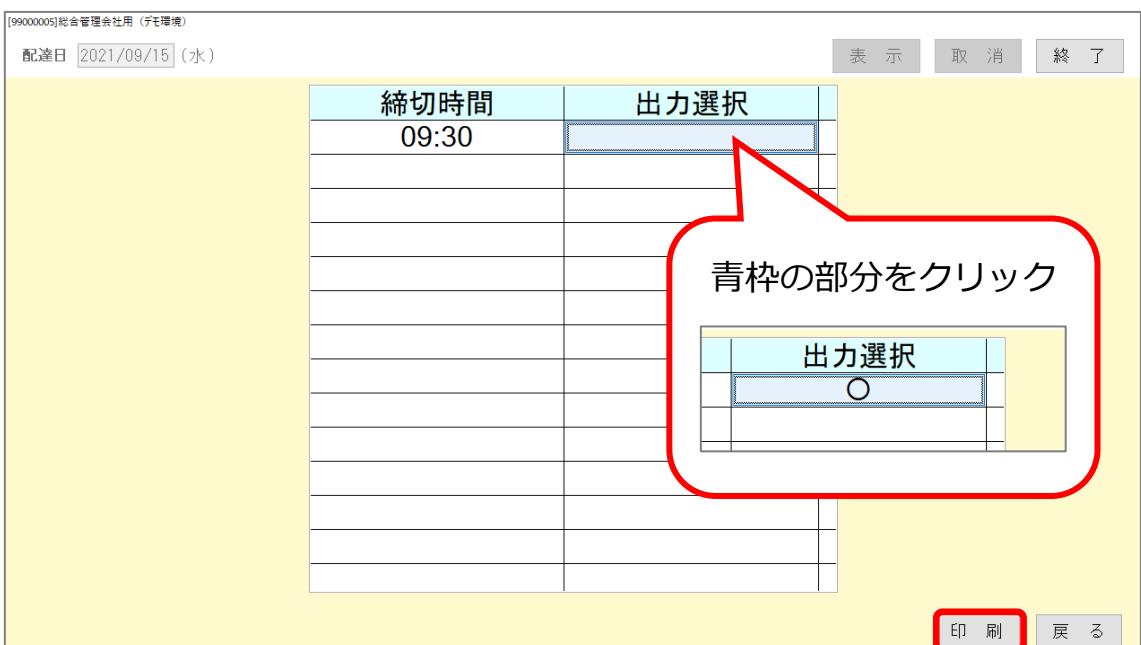 [99000005]総合管理会社用（デモ環境）
配達日 2021/09/15 (水)
表 示 取 消 終 了
締切時間 出力選択
09:30
青枠の部分をクリック
出力選択
○
印 刷 戻 る